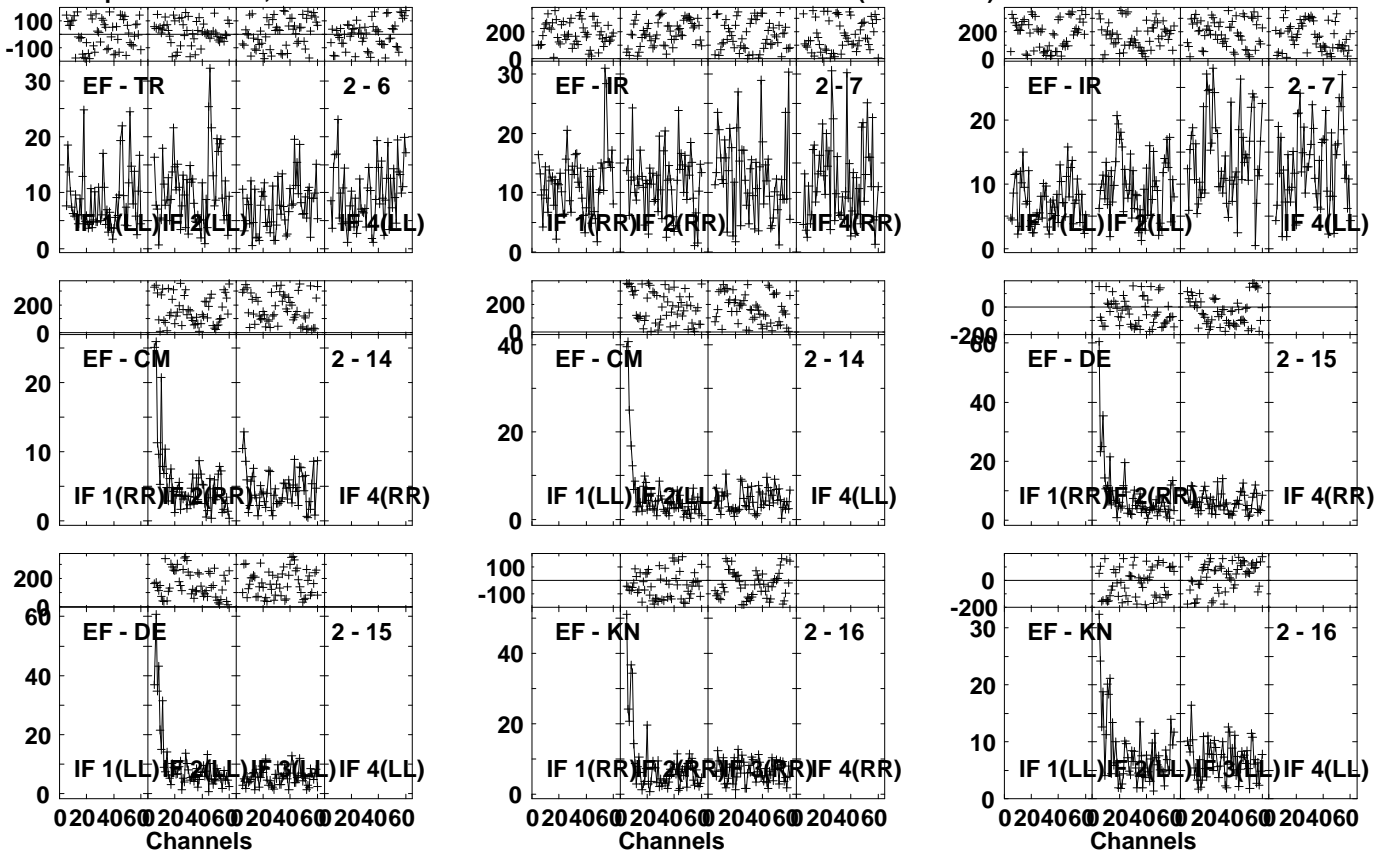 100
-100
30
20
10
0
EF - TR
2 - 6
IF 1(LL)
IF 2(LL)
IF 4(LL)
200
0
30
20
10
0
EF - IR
2 - 7
IF 1(RR)
IF 2(RR)
IF 4(RR)
200
0
30
20
10
0
EF - IR
2 - 7
IF 1(LL)
IF 2(LL)
IF 4(LL)
200
0
20
10
0
EF - CM
2 - 14
IF 1(RR)
IF 2(RR)
IF 4(RR)
200
0
40
20
0
EF - CM
2 - 14
IF 1(LL)
IF 2(LL)
IF 4(LL)
0
-200
60
40
20
0
EF - DE
2 - 15
IF 1(RR)
IF 2(RR)
IF 4(RR)
200
0
60
40
20
0
EF - DE
2 - 15
IF 1(LL)
IF 2(LL)
IF 3(LL)
IF 4(LL)
0204060 0204060 0204060 0204060
Channels
100
-100
40
20
0
EF - KN
2 - 16
IF 1(RR)
IF 2(RR)
IF 3(RR)
IF 4(RR)
0204060 0204060 0204060 0204060
Channels
0
-200
30
20
10
0
EF - KN
2 - 16
IF 1(LL)
IF 2(LL)
IF 3(LL)
IF 4(LL)
0204060 0204060 0204060 0204060
Channels